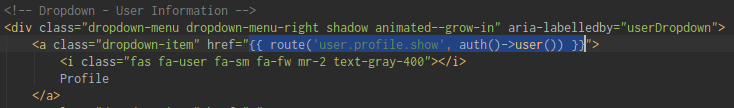 <!-- Dropdown - User Information -->
<div class="dropdown-menu dropdown-menu-right shadow animated--grow-in" aria-labelledby="userDropdown">
<a class="dropdown-item" href="{{ route('user.profile.show', auth()->user()) }}">
<i class="fas fa-user fa-sm fa-fw mr-2 text-gray-400"></i>
Profile
</a>